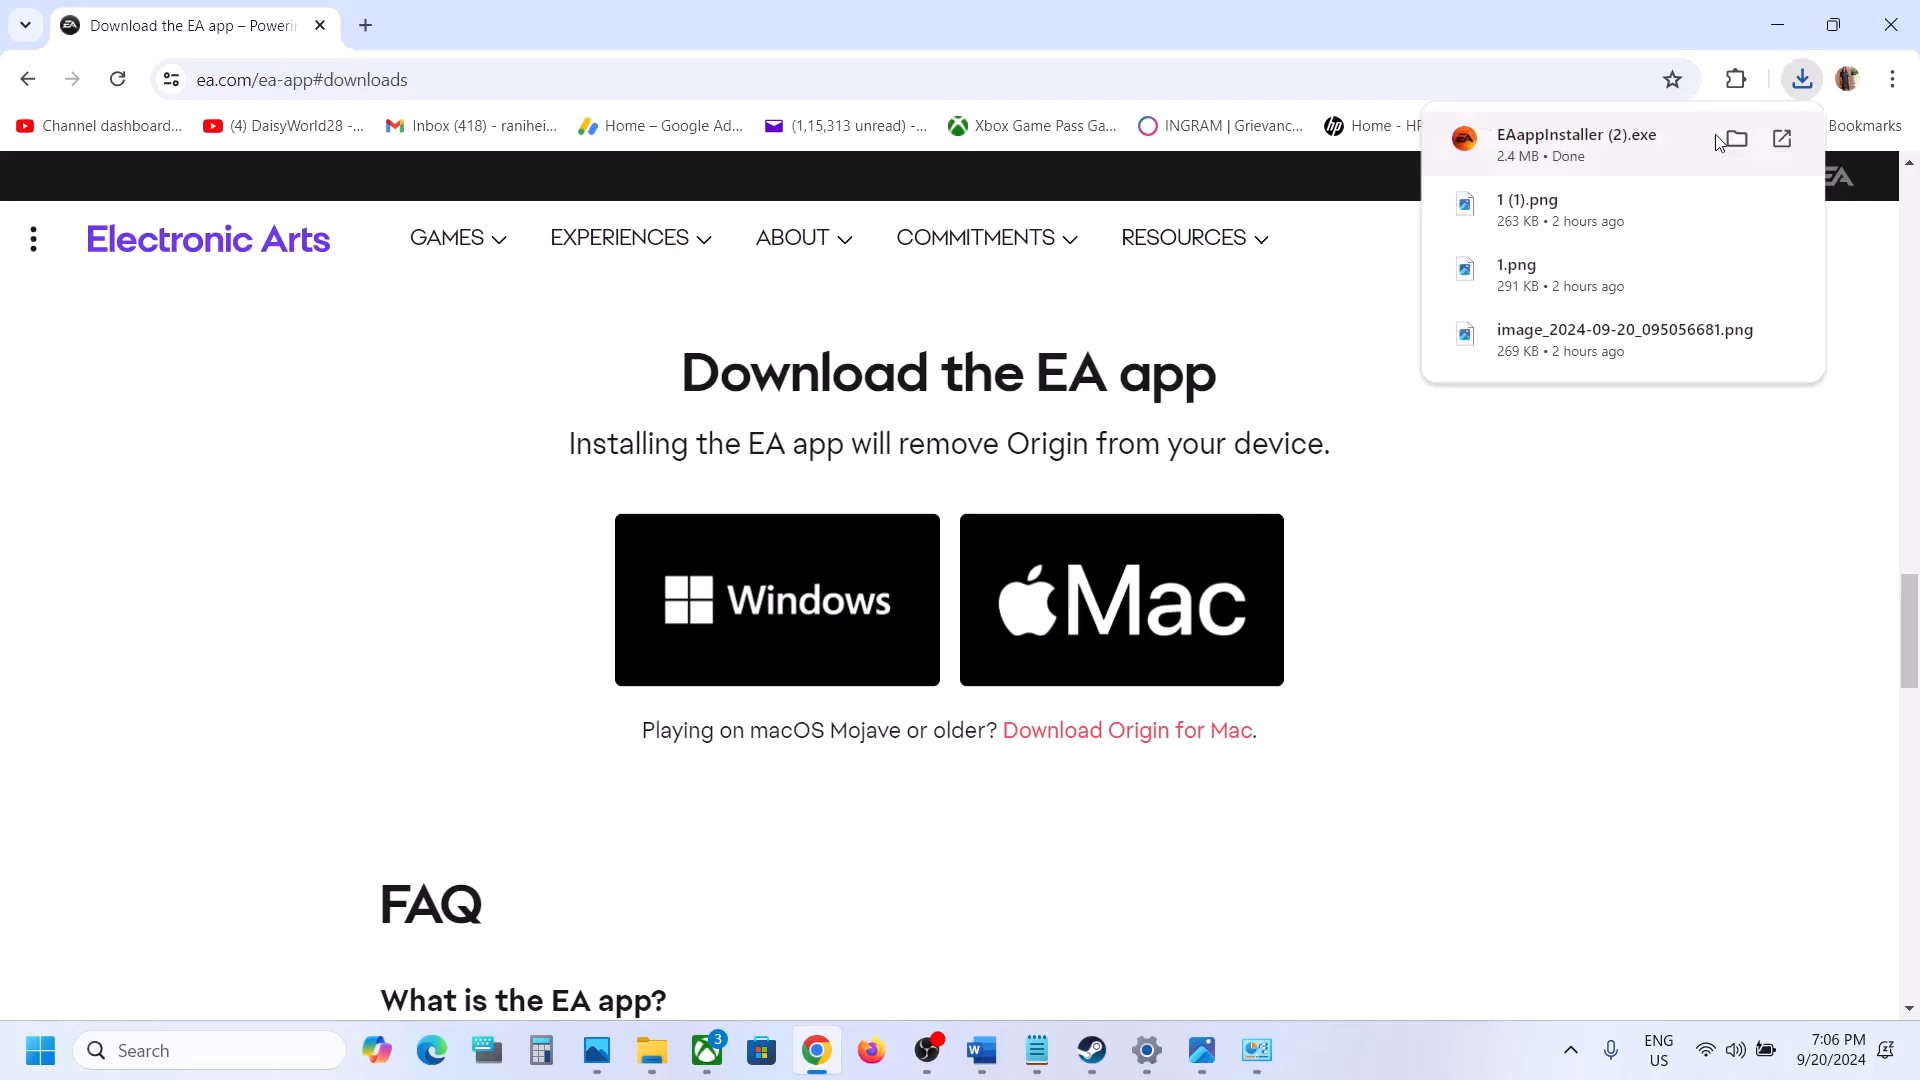 Download the EA app – Powerin
ea.com/ea-app#downloads
Channel dashboard...
(4) DaisyWorld28 -...
Inbox (418) - ranihei...
Home – Google Ad...
(1,15,313 unread) -...
Xbox Game Pass Ga...
INGRAM | Grievanc...
Home - HP
Bookmarks
EAappInstaller (2).exe
2.4 MB • Done
1 (1).png
263 KB • 2 hours ago
1.png
291 KB • 2 hours ago
image_2024-09-20_095056681.png
269 KB • 2 hours ago
EA
Electronic Arts
GAMES
EXPERIENCES
ABOUT
COMMITMENTS
RESOURCES
Download the EA app
Installing the EA app will remove Origin from your device.
Windows
Mac
Playing on macOS Mojave or older? Download Origin for Mac.
FAQ
What is the EA app?
Search
3
ENG
US
7:06 PM
9/20/2024